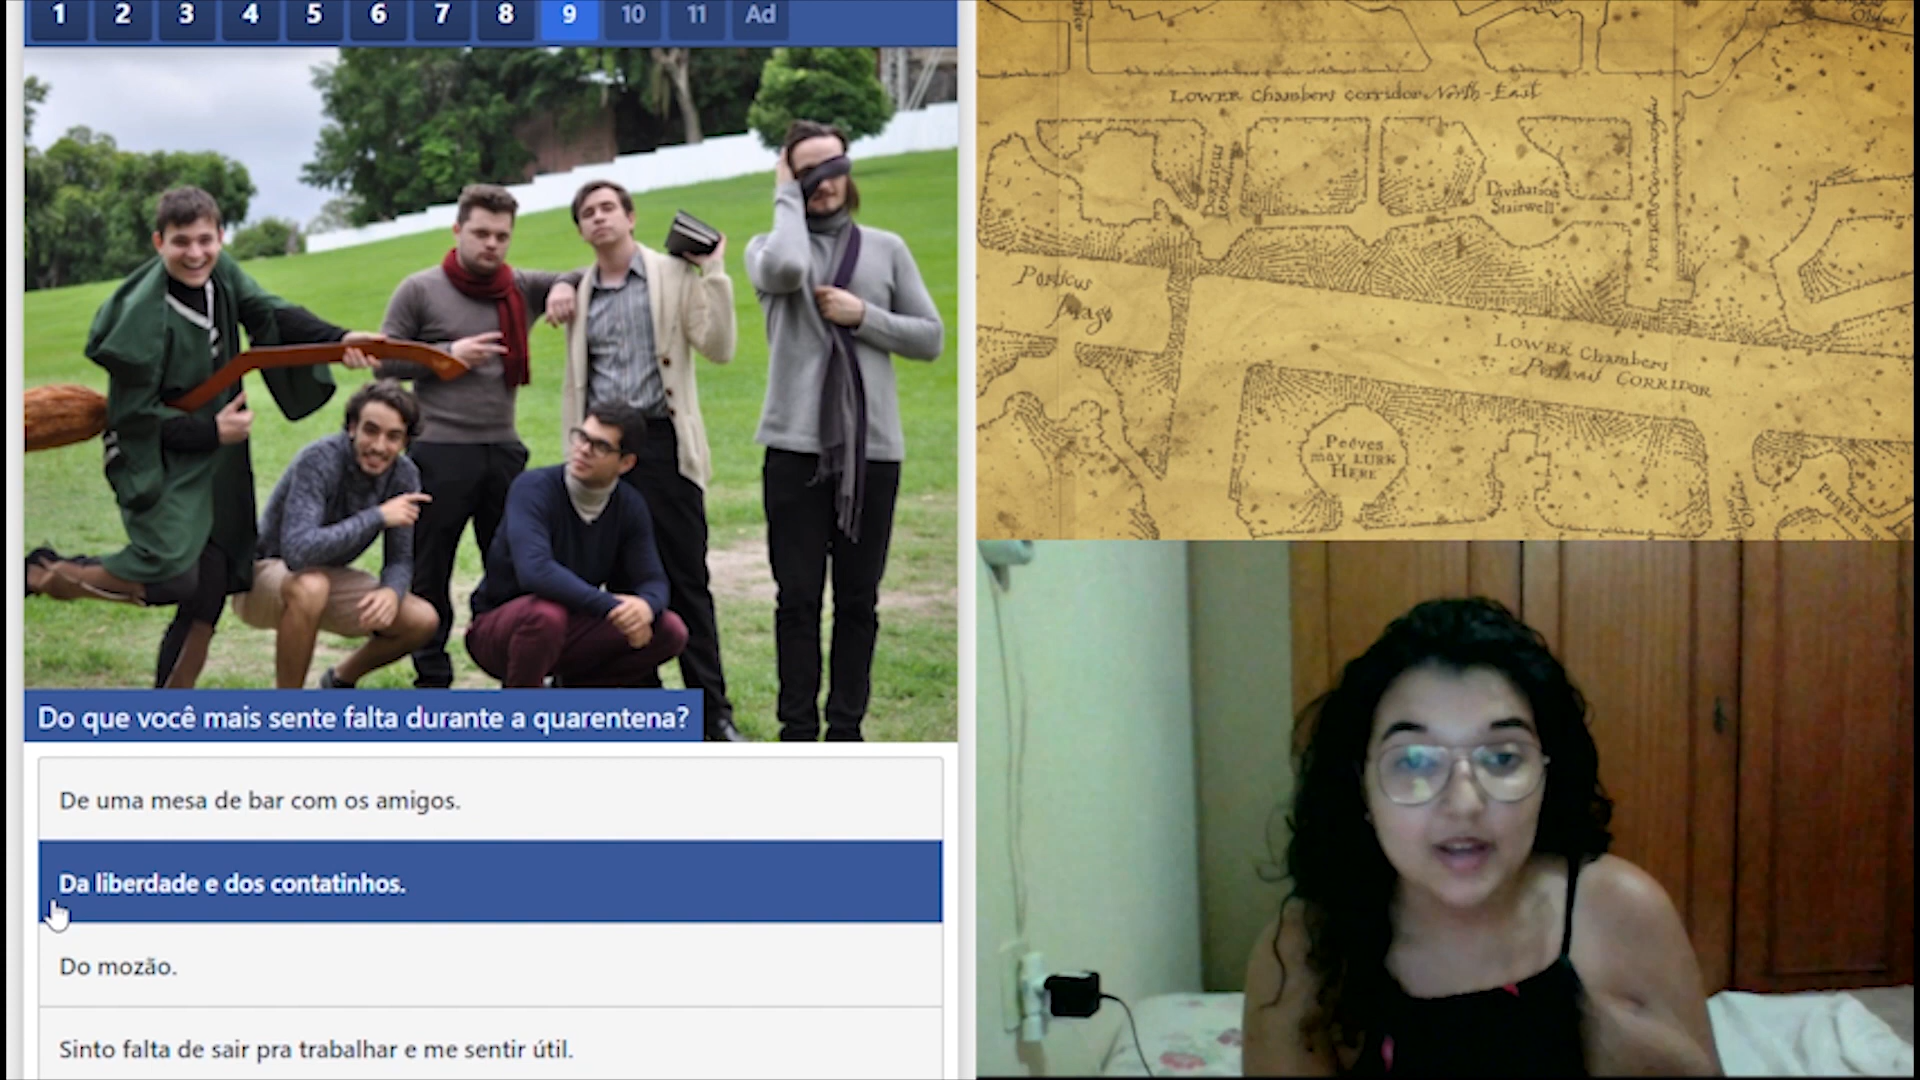 1 2 3 4 5 6 7 8 9 10 11 Ad
Do que você mais sente falta durante a quarentena?
De uma mesa de bar com os amigos.
Da liberdade e dos contatinhos.
Do mozão.
Sinto falta de sair pra trabalhar e me sentir útil.
LOWER Chambers corridor North-East
Divination
Stairwell
Porticus
LOWER Chambers
CORRIDOR
Peeves
may LURK
HERE